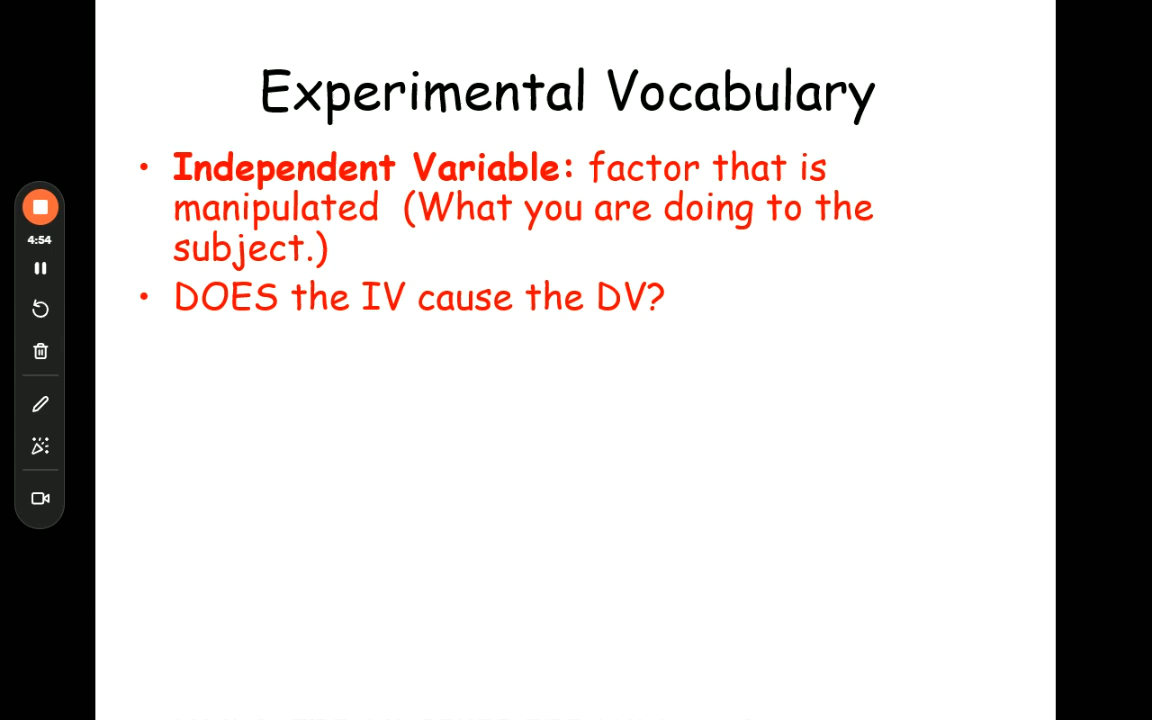 Experimental Vocabulary
• Independent Variable: factor that is
manipulated (What you are doing to the
subject.)
• DOES the IV cause the DV?
4:54